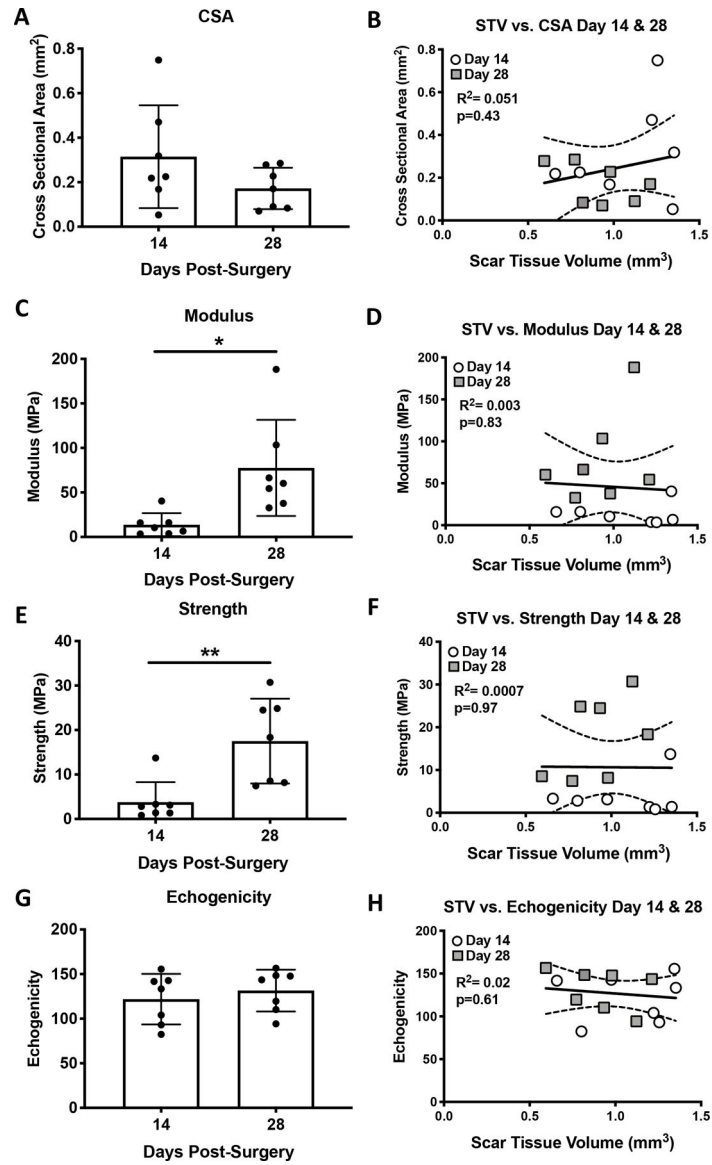 A
CSA
Cross Sectional Area (mm²)
0.8
0.6
0.4
0.2
0.0
14
28
Days Post-Surgery
B
STV vs. CSA Day 14 & 28
Day 14
Day 28
R²= 0.051
p=0.43
Cross Sectional Area (mm²)
0.8
0.6
0.4
0.2
0.0
0.0
0.5
1.0
1.5
Scar Tissue Volume (mm³)
C
Modulus
*
Modulus (MPa)
200
150
100
50
0
14
28
Days Post-Surgery
D
STV vs. Modulus Day 14 & 28
Day 14
Day 28
R²= 0.003
p=0.83
Modulus (MPa)
200
150
100
50
0
0.0
0.5
1.0
1.5
Scar Tissue Volume (mm³)
E
Strength
**
Strength (MPa)
40
30
20
10
0
14
28
Days Post-Surgery
F
STV vs. Strength Day 14 & 28
Day 14
Day 28
R²= 0.0007
p=0.97
Strength (MPa)
40
30
20
10
0
0.0
0.5
1.0
1.5
Scar Tissue Volume (mm³)
G
Echogenicity
Echogenicity
200
150
100
50
0
14
28
Days Post-Surgery
H
STV vs. Echogenicity Day 14 & 28
Day 14
Day 28
R²= 0.02
p=0.61
Echogenicity
200
150
100
50
0
0.0
0.5
1.0
1.5
Scar Tissue Volume (mm³)